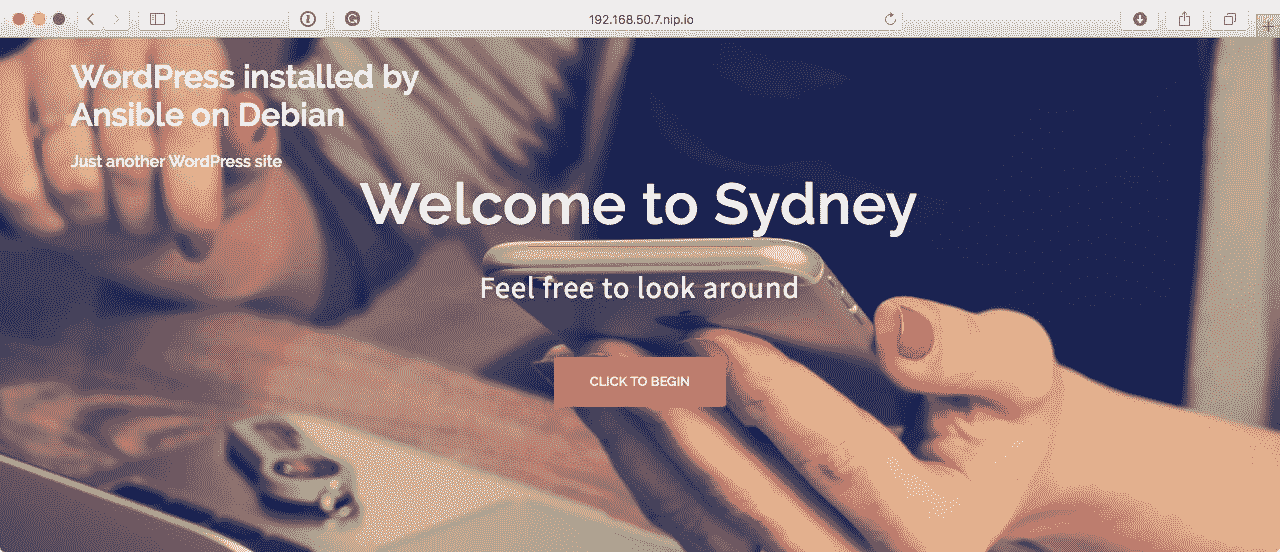 192.168.50.7.nip.io
WordPress installed by
Ansible on Debian
Just another WordPress site
Welcome to Sydney
Feel free to look around
CLICK TO BEGIN